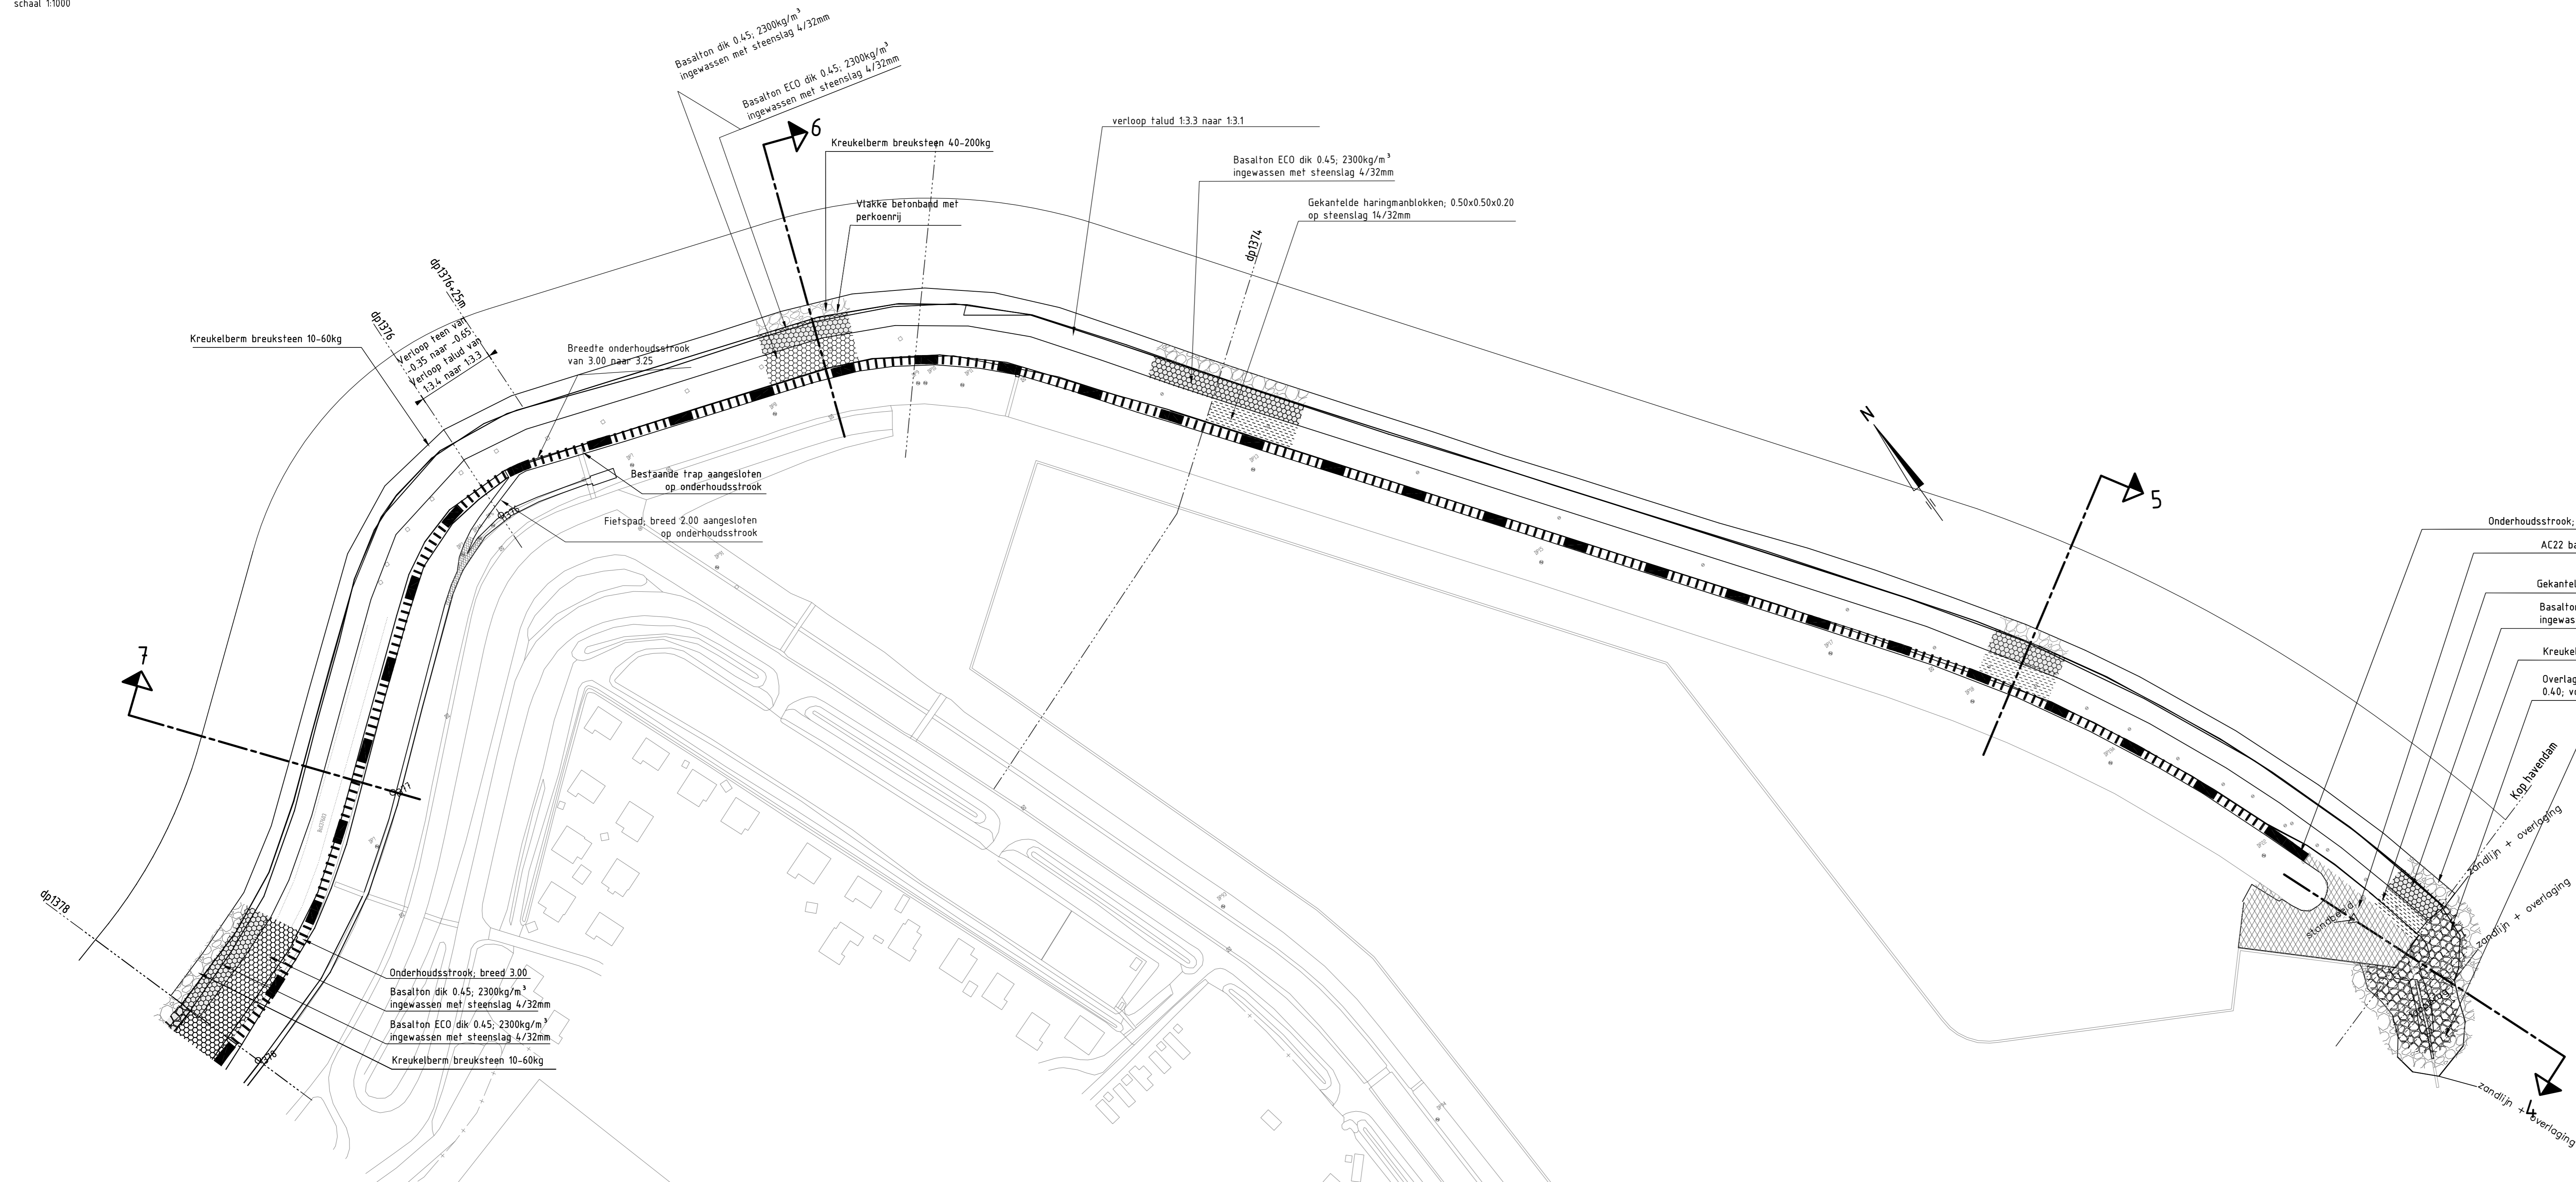 schaal 1:1000
Basalton dik 0.45; 2300kg/m³
ingewassen met steenslag 4/32mm
Basalton ECO dik 0.45; 2300kg/m³
ingewassen met steenslag 4/32mm
6
Kreukelberm breuksteen 40-200kg
Vlakke betonband met
perkoenrij
verloop talud 1:3.3 naar 1:3.1
Basalton ECO dik 0.45; 2300kg/m³
ingewassen met steenslag 4/32mm
Gekantelde haringmanblokken; 0.50x0.50x0.20
op steenslag 14/32mm
dp1374
dp1376+25m
dp1376
Verloop teen van
-0.35 naar -0.65
Verloop talud van
1:3.4 naar 1:3.3
Kreukelberm breuksteen 10-60kg
Breedte onderhoudsstrook
van 3.00 naar 3.25
Bestaande trap aangesloten
op onderhoudsstrook
Fietspad; breed 2.00 aangesloten
op onderhoudsstrook
N
5
Onderhoudsstrook;
AC22 ba
Gekantel
Basalton
ingewas
Kreukel
Overlag
0.40; vo
Kop havendam
zandlijn + overlaging
zandlijn + overlaging
standbeeld
zandlijn + overlaging
4
7
dp1378
Onderhoudsstrook; breed 3.00
Basalton dik 0.45; 2300kg/m³
ingewassen met steenslag 4/32mm
Basalton ECO dik 0.45; 2300kg/m³
ingewassen met steenslag 4/32mm
Kreukelberm breuksteen 10-60kg